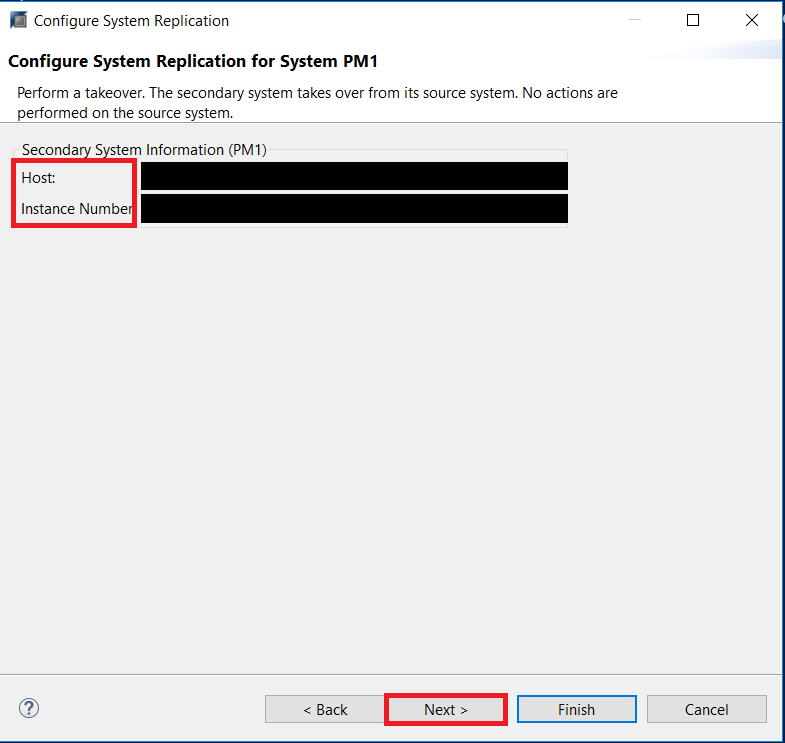 Configure System Replication
Configure System Replication for System PM1
Perform a takeover. The secondary system takes over from its source system. No actions are
performed on the source system.
Secondary System Information (PM1)
Host:
Instance Number
?
< Back
Next >
Finish
Cancel